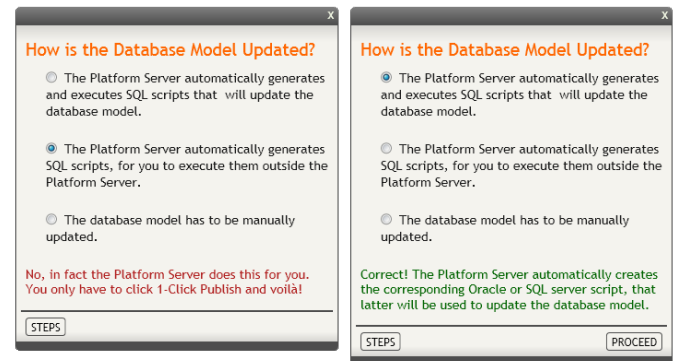 X
How is the Database Model Updated?
The Platform Server automatically generates
and executes SQL scripts that will update the
database model.
The Platform Server automatically generates
SQL scripts, for you to execute them outside the
Platform Server.
The database model has to be manually
updated.
No, in fact the Platform Server does this for you.
You only have to click 1-Click Publish and voilà!
STEPS
X
How is the Database Model Updated?
The Platform Server automatically generates
and executes SQL scripts that will update the
database model.
The Platform Server automatically generates
SQL scripts, for you to execute them outside the
Platform Server.
The database model has to be manually
updated.
Correct! The Platform Server automatically creates
the corresponding Oracle or SQL server script, that
latter will be used to update the database model.
STEPS
PROCEED